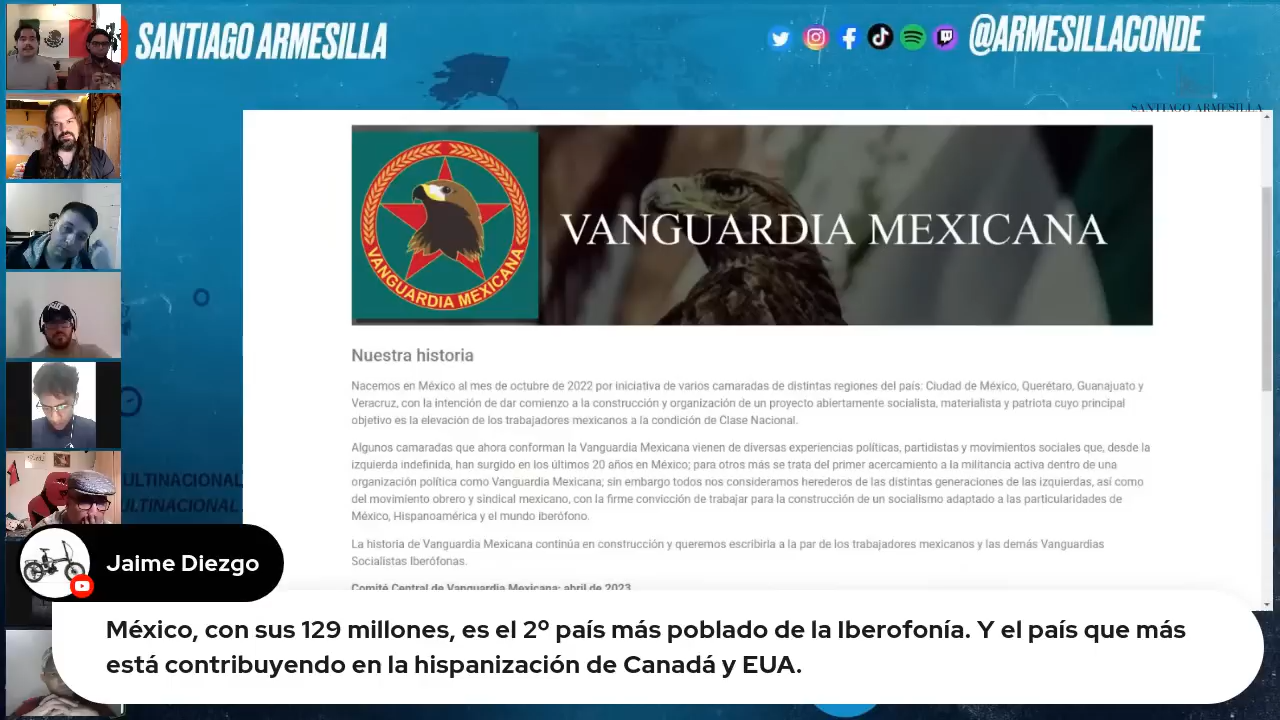 SANTIAGO ARMESILLA
@ARMESILLACONDE
SANTIAGO ARMESILLA
VANGUARDIA MEXICANA
VANGUARDIA MEXICANA
Nuestra historia
Nacemos en México al mes de octubre de 2022 por iniciativa de varios camaradas de distintas regiones del país: Ciudad de México, Querétaro, Guanajuato y
Veracruz, con la intención de dar comienzo a la construcción y organización de un proyecto abiertamente socialista, materialista y patriota cuyo principal
objetivo es la elevación de los trabajadores mexicanos a la condición de Clase Nacional.
Algunos camaradas que ahora conforman la Vanguardia Mexicana vienen de diversas experiencias políticas, partidistas y movimientos sociales que, desde la
izquierda indefinida, han surgido en los últimos 20 años en México; para otros más se trata del primer acercamiento a la militancia activa dentro de una
organización política como Vanguardia Mexicana; sin embargo todos nos consideramos herederos de las distintas generaciones de las izquierdas, así como
del movimiento obrero y sindical mexicano, con la firme convicción de trabajar para la construcción de un socialismo adaptado a las particularidades de
México, Hispanoamérica y el mundo iberófono.
La historia de Vanguardia Mexicana continúa en construcción y queremos escribirla a la par de los trabajadores mexicanos y las demás Vanguardias
Socialistas Iberófonas.
Comité Central de Vanguardia Mexicana; abril de 2023
ULTINACIONAL
ULTINACIONAL
Jaime Diezgo
México, con sus 129 millones, es el 2º país más poblado de la Iberofonía. Y el país que más
está contribuyendo en la hispanización de Canadá y EUA.